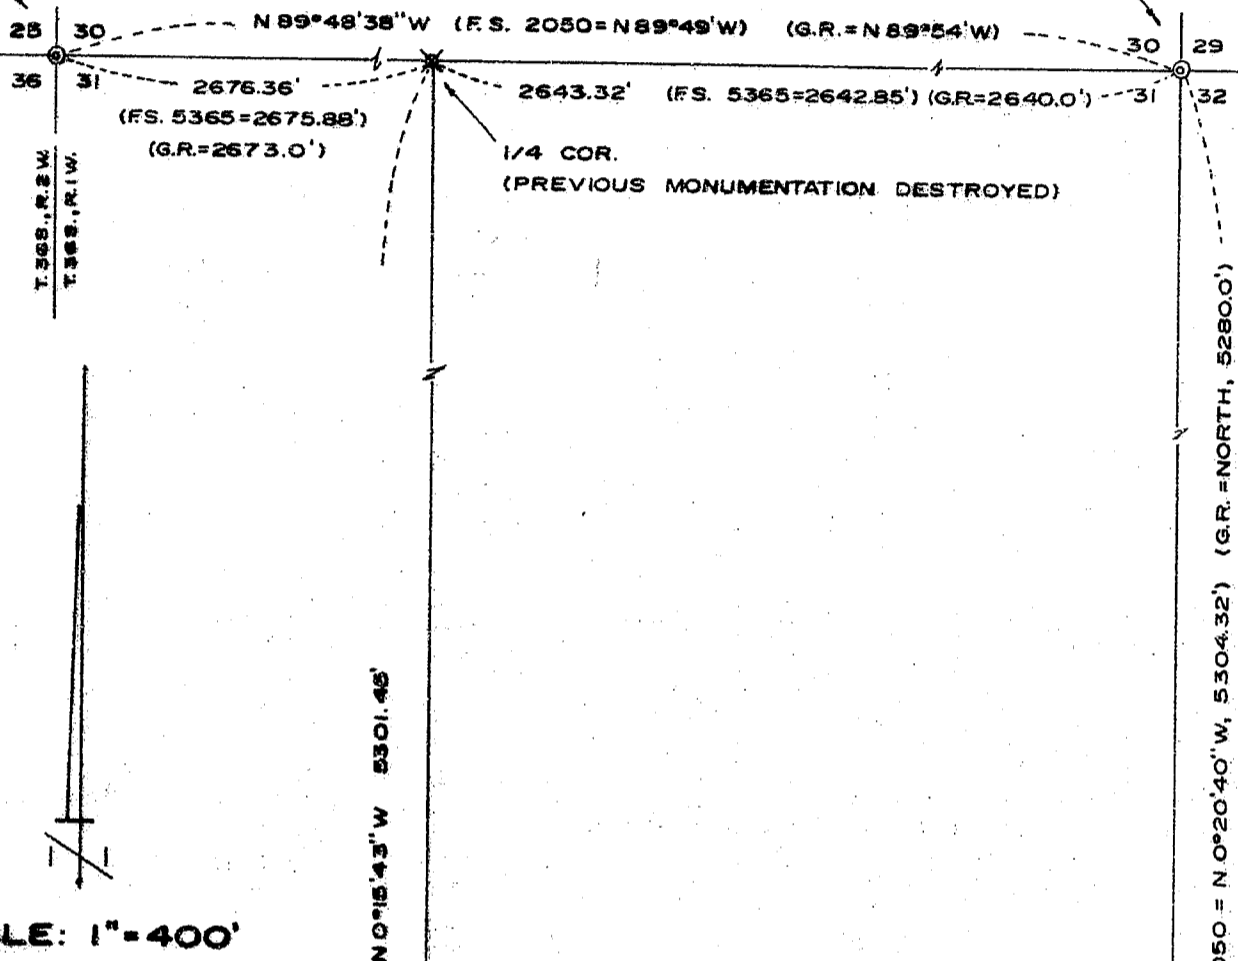 N 89°48'38"W (F.S. 2050=N89°49'W) (G.R.=N 89°54'W)
25 30
36 31
30 29
31 32
2676.36'
(F.S. 5365=2675.88')
(G.R.=2673.0')
2643.32' (F.S. 5365=2642.85') (G.R.=2640.0')
1/4 COR.
(PREVIOUS MONUMENTATION DESTROYED)
T.36S.,R.2W.
T.36S.,R.1W.
N 0°15'43"W 5301.45'
050 = N.0°20'40"W, 5304.32') (G.R.=NORTH, 5280.0')
LE: 1"=400'